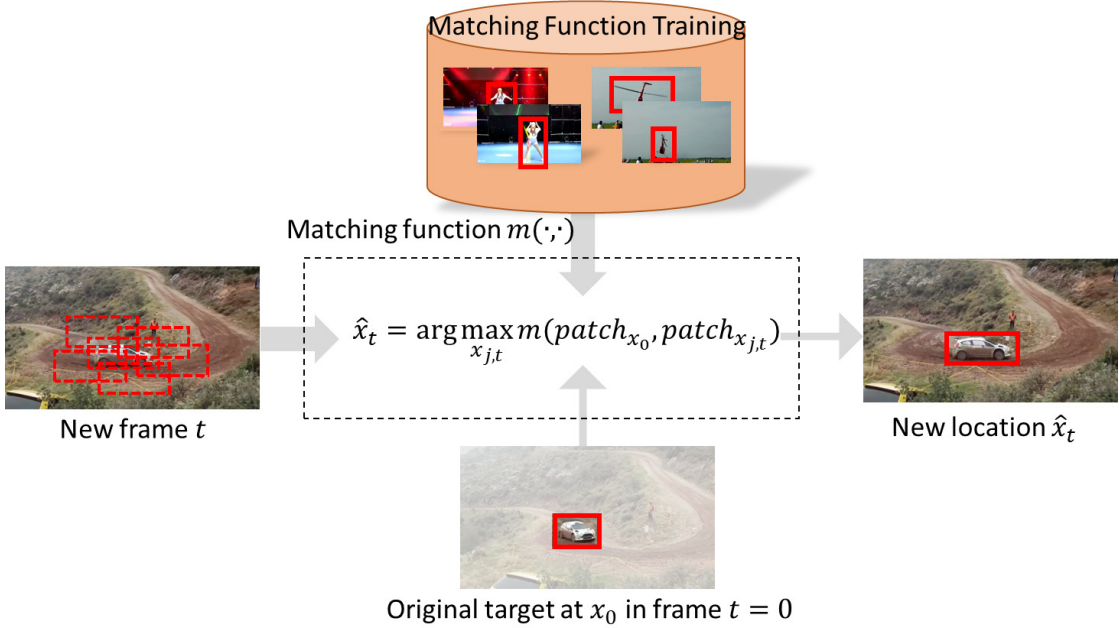 Matching Function Training
Matching function m(·,·)
x̂_t = arg max_{x_{j,t}} m(patch_{x_0}, patch_{x_{j,t}})
New frame t
New location x̂_t
Original target at x_0 in frame t = 0